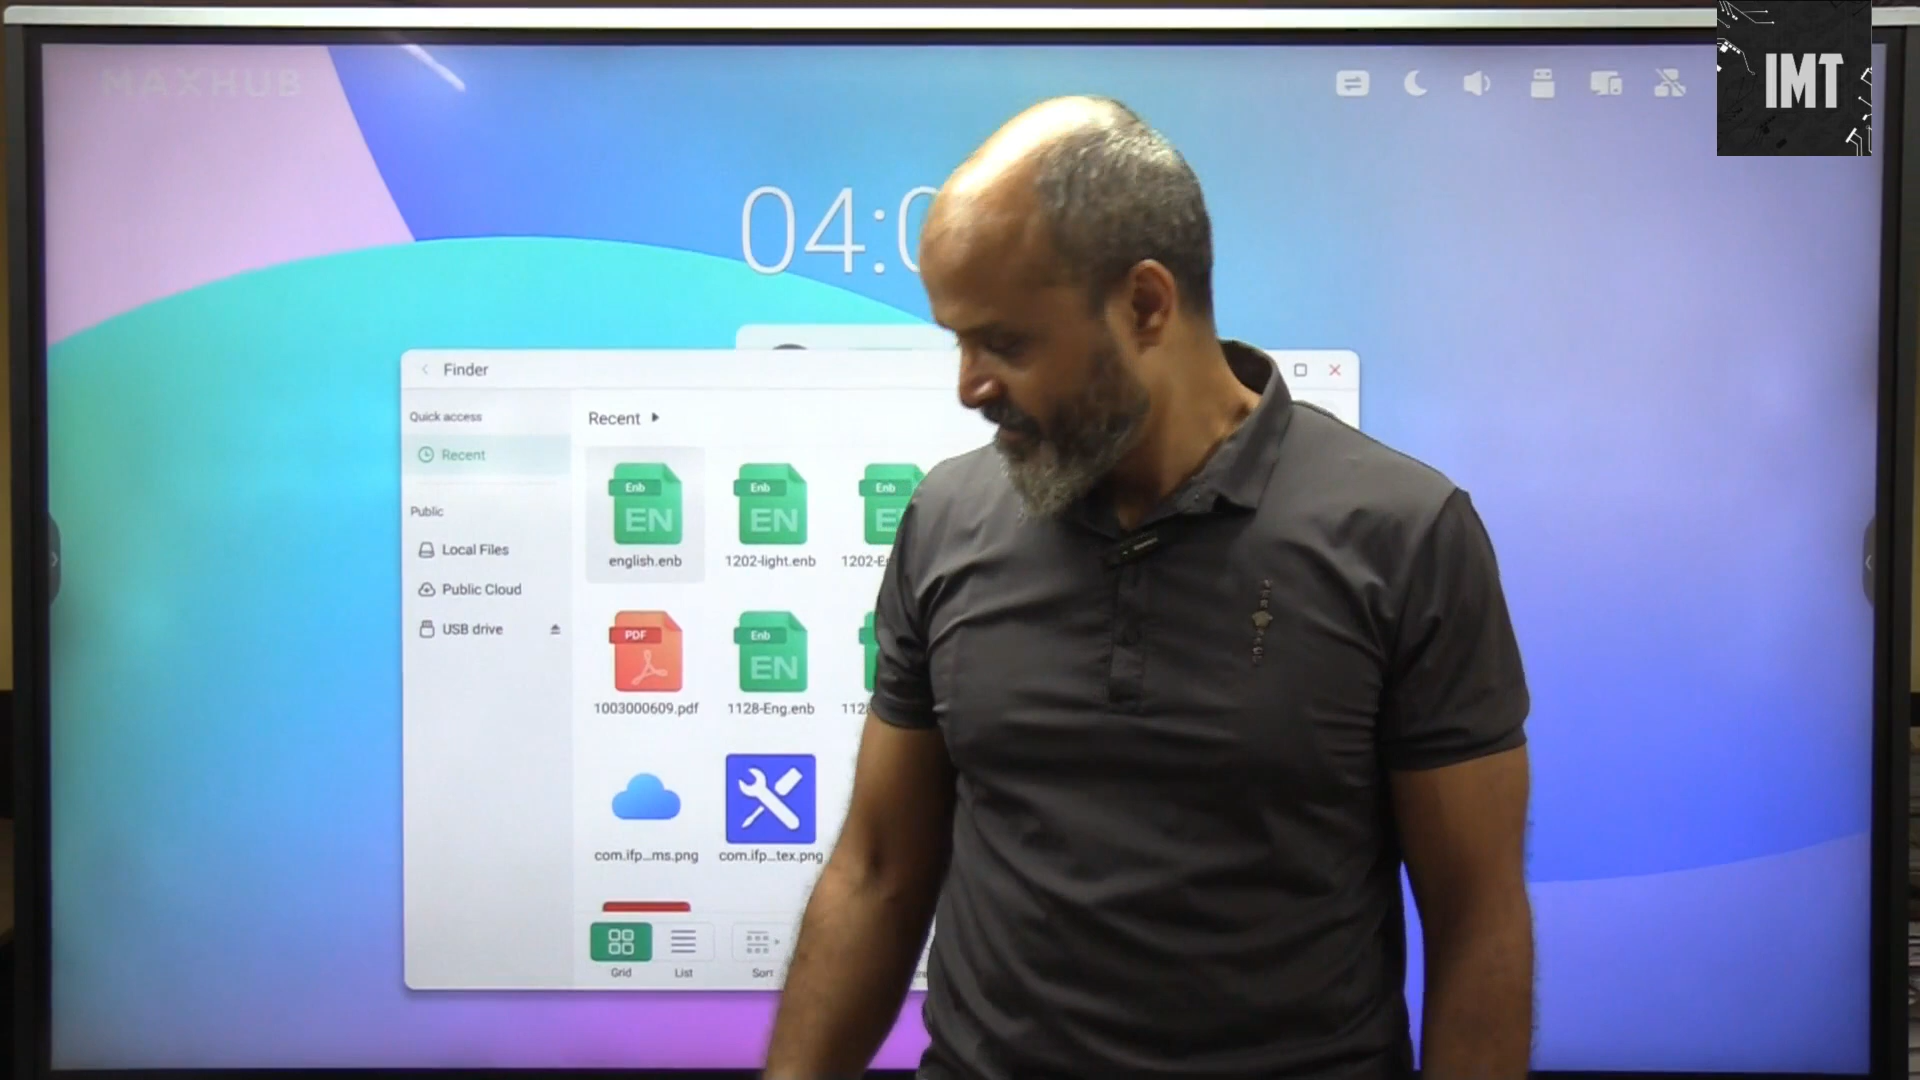 MAXHUB
IMT
04:0
Finder
Quick access
Recent
Public
Local Files
Public Cloud
USB drive
Recent
Enb
EN
english.enb
Enb
EN
1202-light.enb
Enb
E
1202-E
PDF
1003000609.pdf
Enb
EN
1128-Eng.enb
112
com.ifp...ms.png
com.ifp...tex.png
Grid
List
Sort